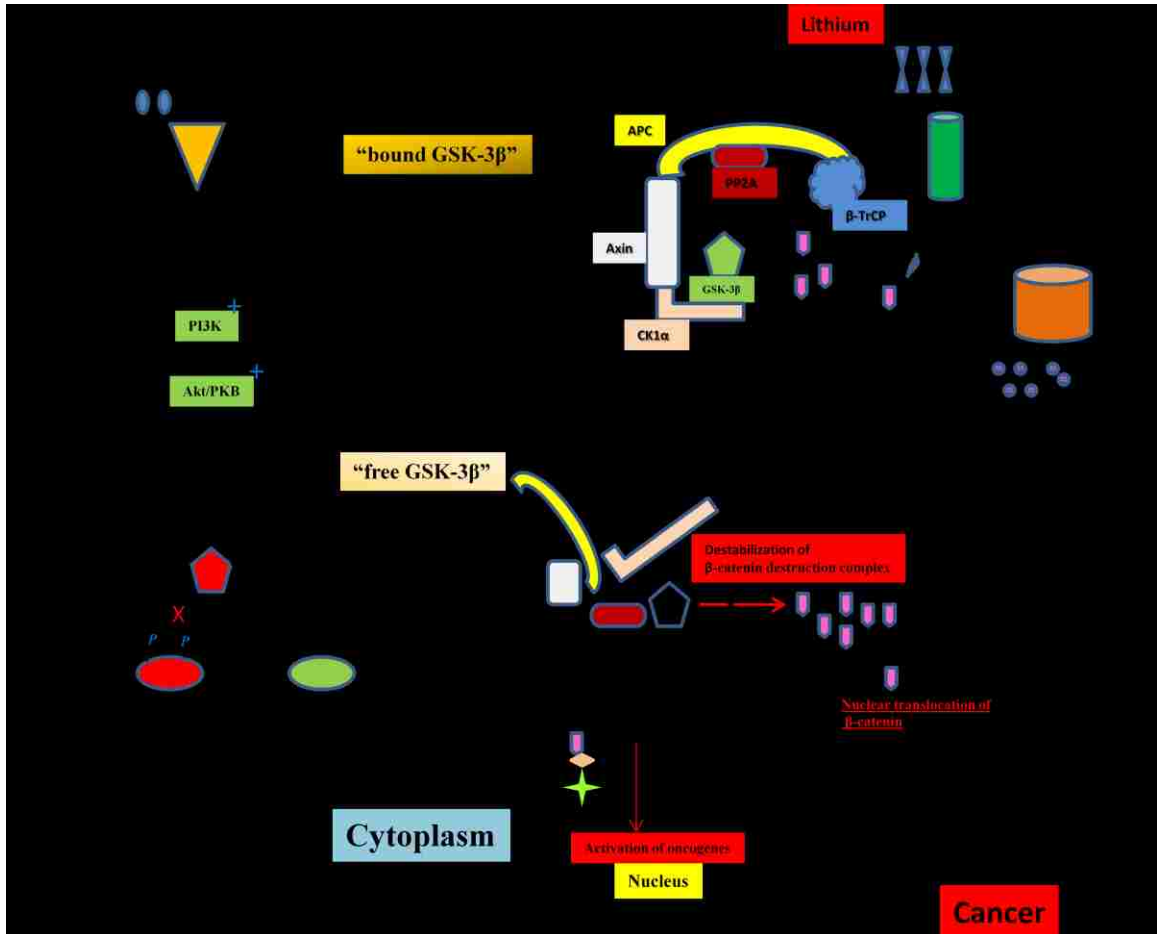 Lithium
APC
“bound GSK-3β”
PP2A
β-TrCP
Axin
GSK-3β
+
PI3K
CK1α
+
Akt/PKB
“free GSK-3β”
Destabilization of
β-catenin destruction complex
X
P P
Nuclear translocation of
β-catenin
Cytoplasm
Activation of oncogenes
Nucleus
Cancer